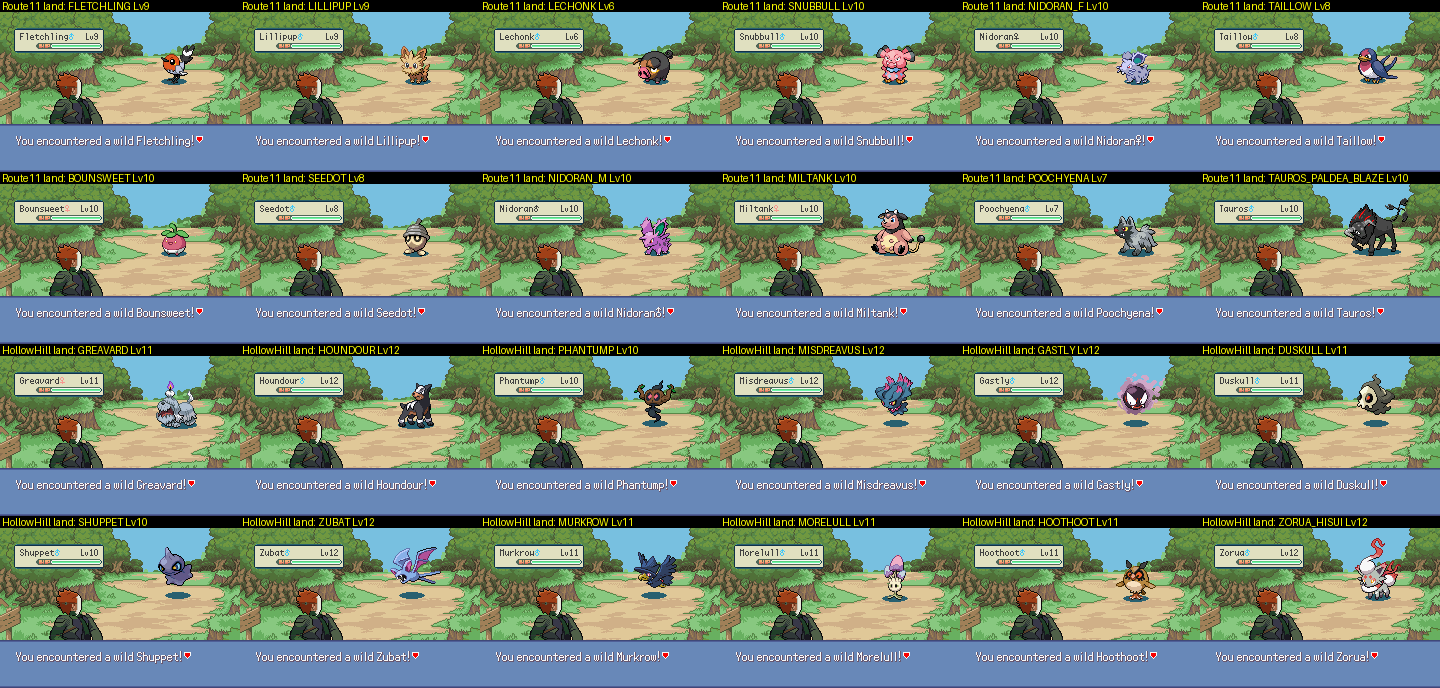 Route11 land: FLETCHLING Lv9
Fletchling♂ Lv9
You encountered a wild Fletchling!
Route11 land: LILLIPUP Lv9
Lillipup♂ Lv9
You encountered a wild Lillipup!
Route11 land: LECHONK Lv6
Lechonk♂ Lv6
You encountered a wild Lechonk!
Route11 land: SNUBBULL Lv10
Snubbull♂ Lv10
You encountered a wild Snubbull!
Route11 land: NIDORAN_F Lv10
Nidoran♀ Lv10
You encountered a wild Nidoran♀!
Route11 land: TAILLOW Lv8
Taillow♂ Lv8
You encountered a wild Taillow!
Route11 land: BOUNSWEET Lv10
Bounsweet♀ Lv10
You encountered a wild Bounsweet!
Route11 land: SEEDOT Lv8
Seedot♂ Lv8
You encountered a wild Seedot!
Route11 land: NIDORAN_M Lv10
Nidoran♂ Lv10
You encountered a wild Nidoran♂!
Route11 land: MILTANK Lv10
Miltank♀ Lv10
You encountered a wild Miltank!
Route11 land: POOCHYENA Lv7
Poochyena♂ Lv7
You encountered a wild Poochyena!
Route11 land: TAUROS_PALDEA_BLAZE Lv10
Tauros♂ Lv10
You encountered a wild Tauros!
HollowHill land: GREAVARD Lv11
Greavard♀ Lv11
You encountered a wild Greavard!
HollowHill land: HOUNDOUR Lv12
Houndour♂ Lv12
You encountered a wild Houndour!
HollowHill land: PHANTUMP Lv10
Phantump♂ Lv10
You encountered a wild Phantump!
HollowHill land: MISDREAVUS Lv12
Misdreavus♂ Lv12
You encountered a wild Misdreavus!
HollowHill land: GASTLY Lv12
Gastly♂ Lv12
You encountered a wild Gastly!
HollowHill land: DUSKULL Lv11
Duskull♂ Lv11
You encountered a wild Duskull!
HollowHill land: SHUPPET Lv10
Shuppet♂ Lv10
You encountered a wild Shuppet!
HollowHill land: ZUBAT Lv12
Zubat♂ Lv12
You encountered a wild Zubat!
HollowHill land: MURKROW Lv11
Murkrow♂ Lv11
You encountered a wild Murkrow!
HollowHill land: MORELULL Lv11
Morelull♂ Lv11
You encountered a wild Morelull!
HollowHill land: HOOTHOOT Lv11
Hoothoot♂ Lv11
You encountered a wild Hoothoot!
HollowHill land: ZORUA_HISUI Lv12
Zorua♂ Lv12
You encountered a wild Zorua!